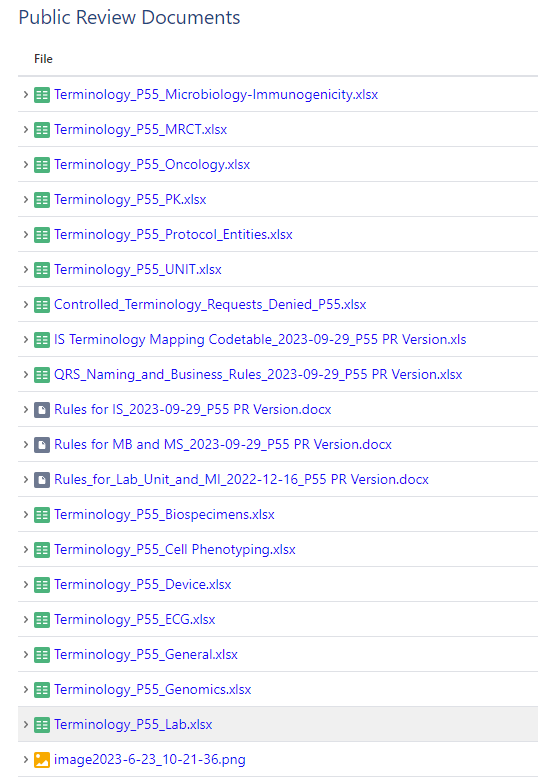 Public Review Documents
File
Terminology_P55_Microbiology-Immunogenicity.xlsx
Terminology_P55_MRCT.xlsx
Terminology_P55_Oncology.xlsx
Terminology_P55_PK.xlsx
Terminology_P55_Protocol_Entities.xlsx
Terminology_P55_UNIT.xlsx
Controlled_Terminology_Requests_Denied_P55.xlsx
IS Terminology Mapping Codetable_2023-09-29_P55 PR Version.xls
QRS_Naming_and_Business_Rules_2023-09-29_P55 PR Version.xlsx
Rules for IS_2023-09-29_P55 PR Version.docx
Rules for MB and MS_2023-09-29_P55 PR Version.docx
Rules_for_Lab_Unit_and_MI_2022-12-16_P55 PR Version.docx
Terminology_P55_Biospecimens.xlsx
Terminology_P55_Cell Phenotyping.xlsx
Terminology_P55_Device.xlsx
Terminology_P55_ECG.xlsx
Terminology_P55_General.xlsx
Terminology_P55_Genomics.xlsx
Terminology_P55_Lab.xlsx
image2023-6-23_10-21-36.png